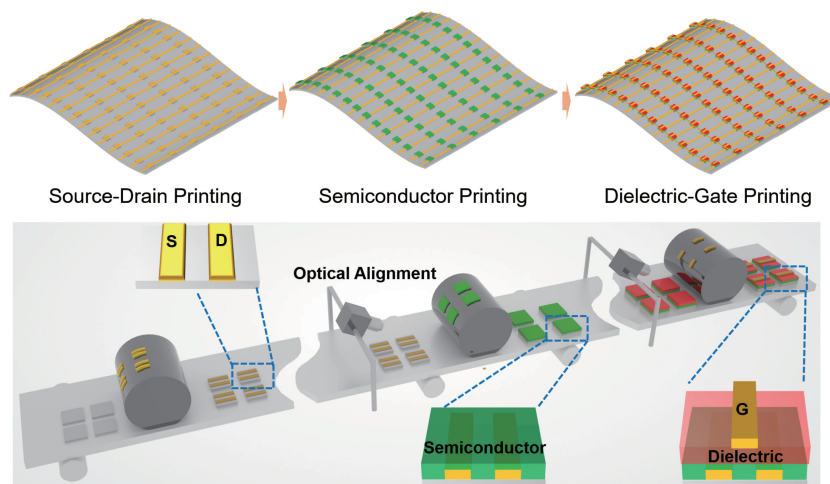 Source-Drain Printing
Semiconductor Printing
Dielectric-Gate Printing
S
D
Optical Alignment
Semiconductor
G
Dielectric